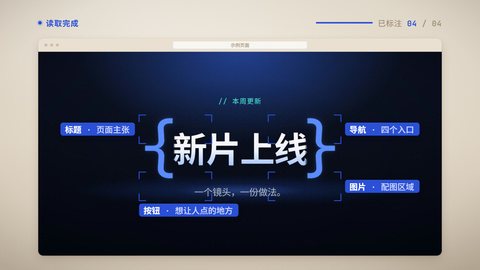 读取完成
已标注 04 / 04
示例页面
// 本周更新
标题 · 页面主张
导航 · 四个入口
{新片上线}
图片 · 配图区域
一个镜头，一份做法。
按钮 · 想让人点的地方